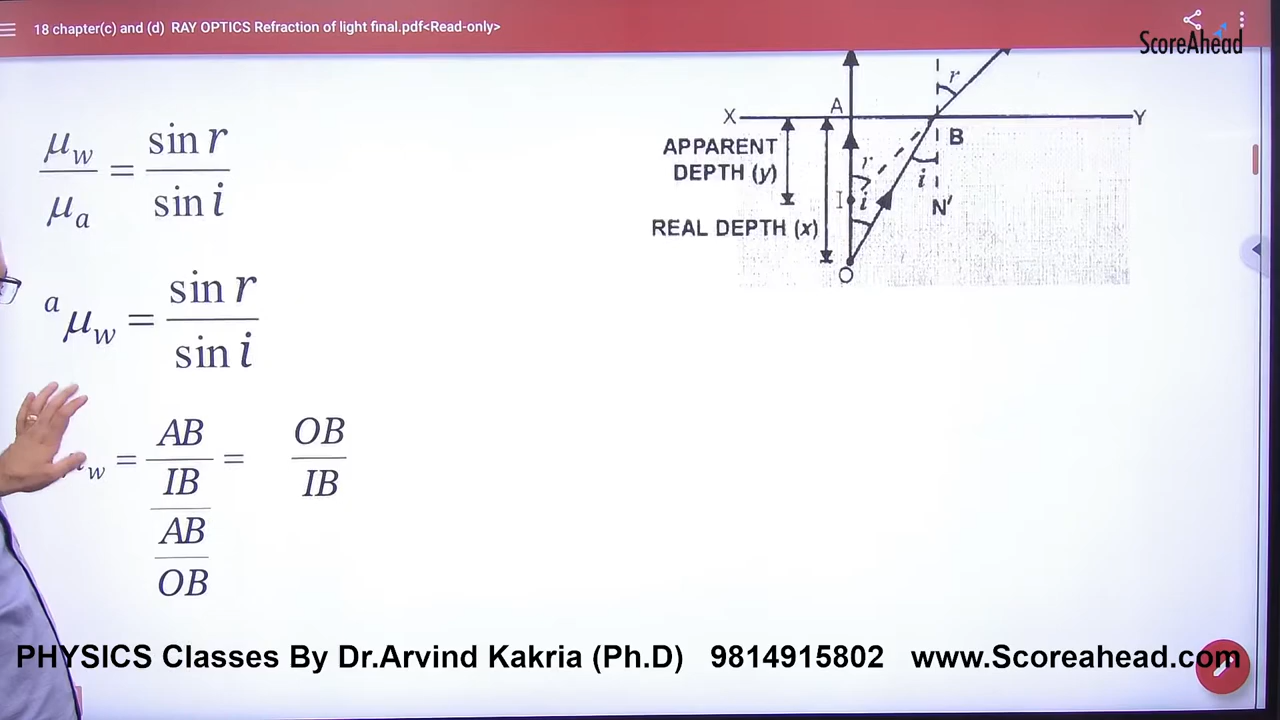 18 chapter(c) and (d) RAY OPTICS Refraction of light final.pdf<Read-only>
ScoreAhead
μw/μa = sin r/sin i
aμw = sin r/sin i
w = AB/IB/AB/OB = OB/IB
r
X
A
Y
B
APPARENT
DEPTH (y)
r
i
I
i
N'
REAL DEPTH (x)
O
PHYSICS Classes By Dr.Arvind Kakria (Ph.D) 9814915802 www.Scoreahead.com